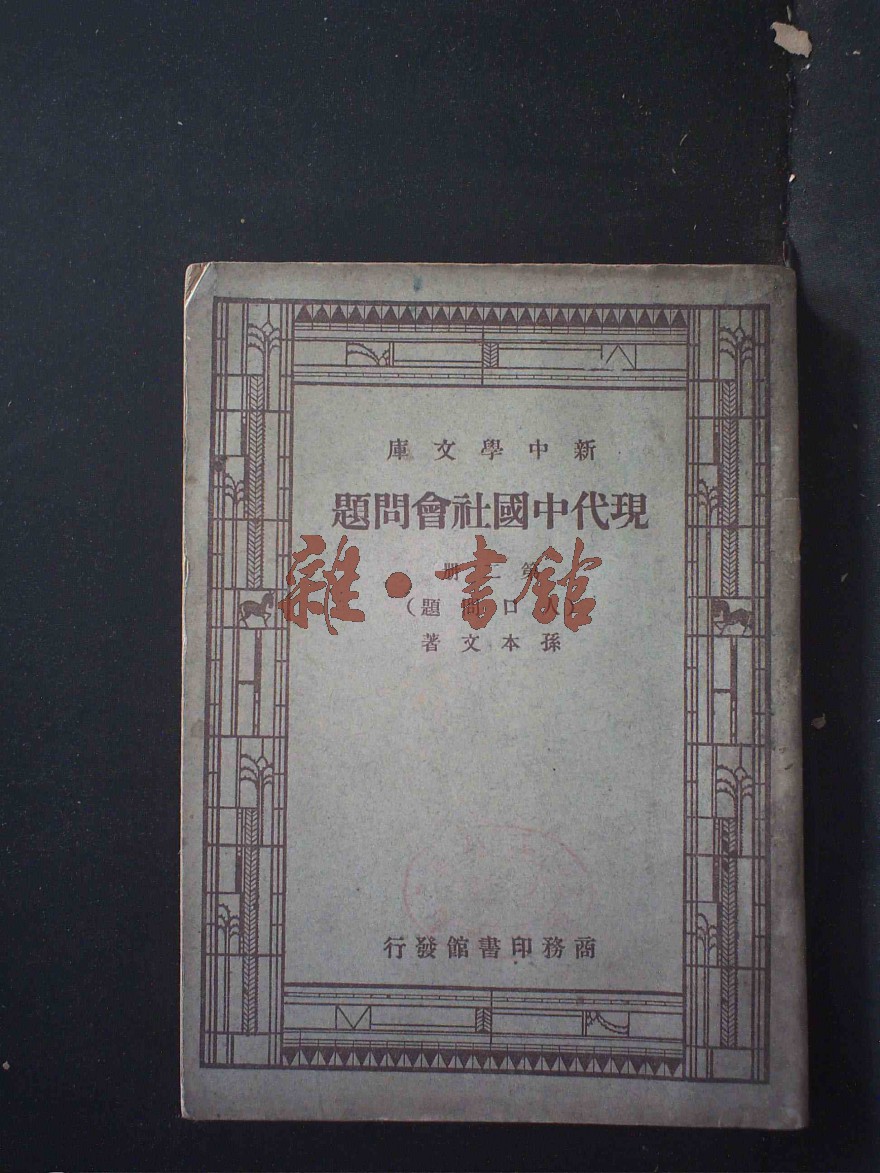 新中學文庫
現代中國社會問題
第二冊
(人口問題)
孫本文著
雜·書館
商務印書館發行